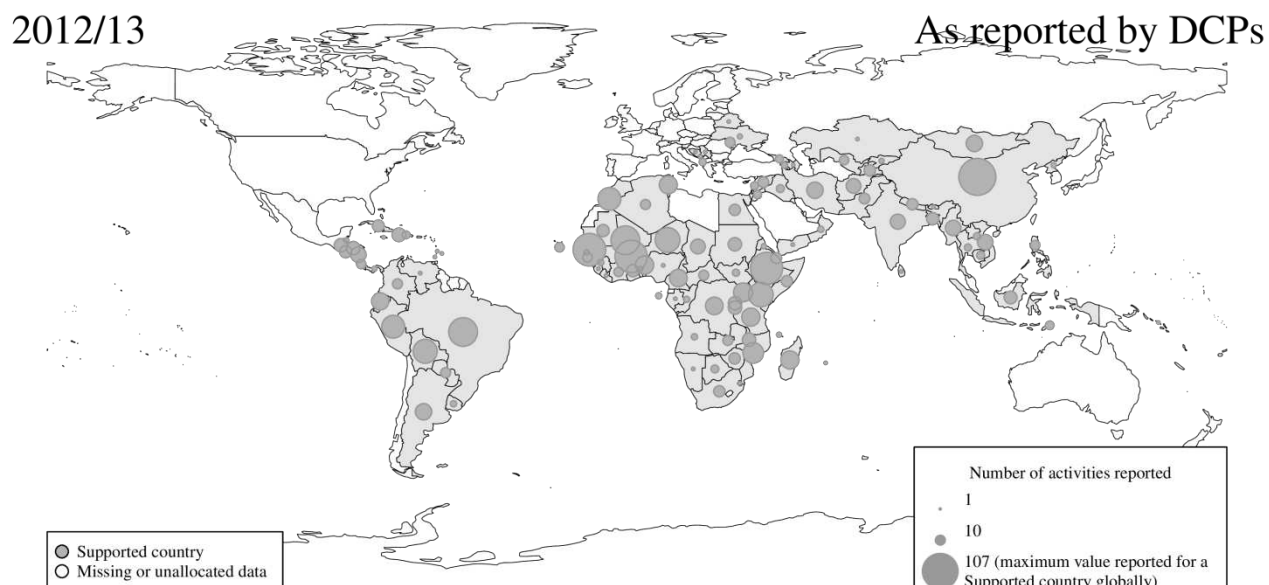 2012/13
As reported by DCPs
Supported country
Missing or unallocated data
Number of activities reported
1
10
107 (maximum value reported for a
Supported country globally)